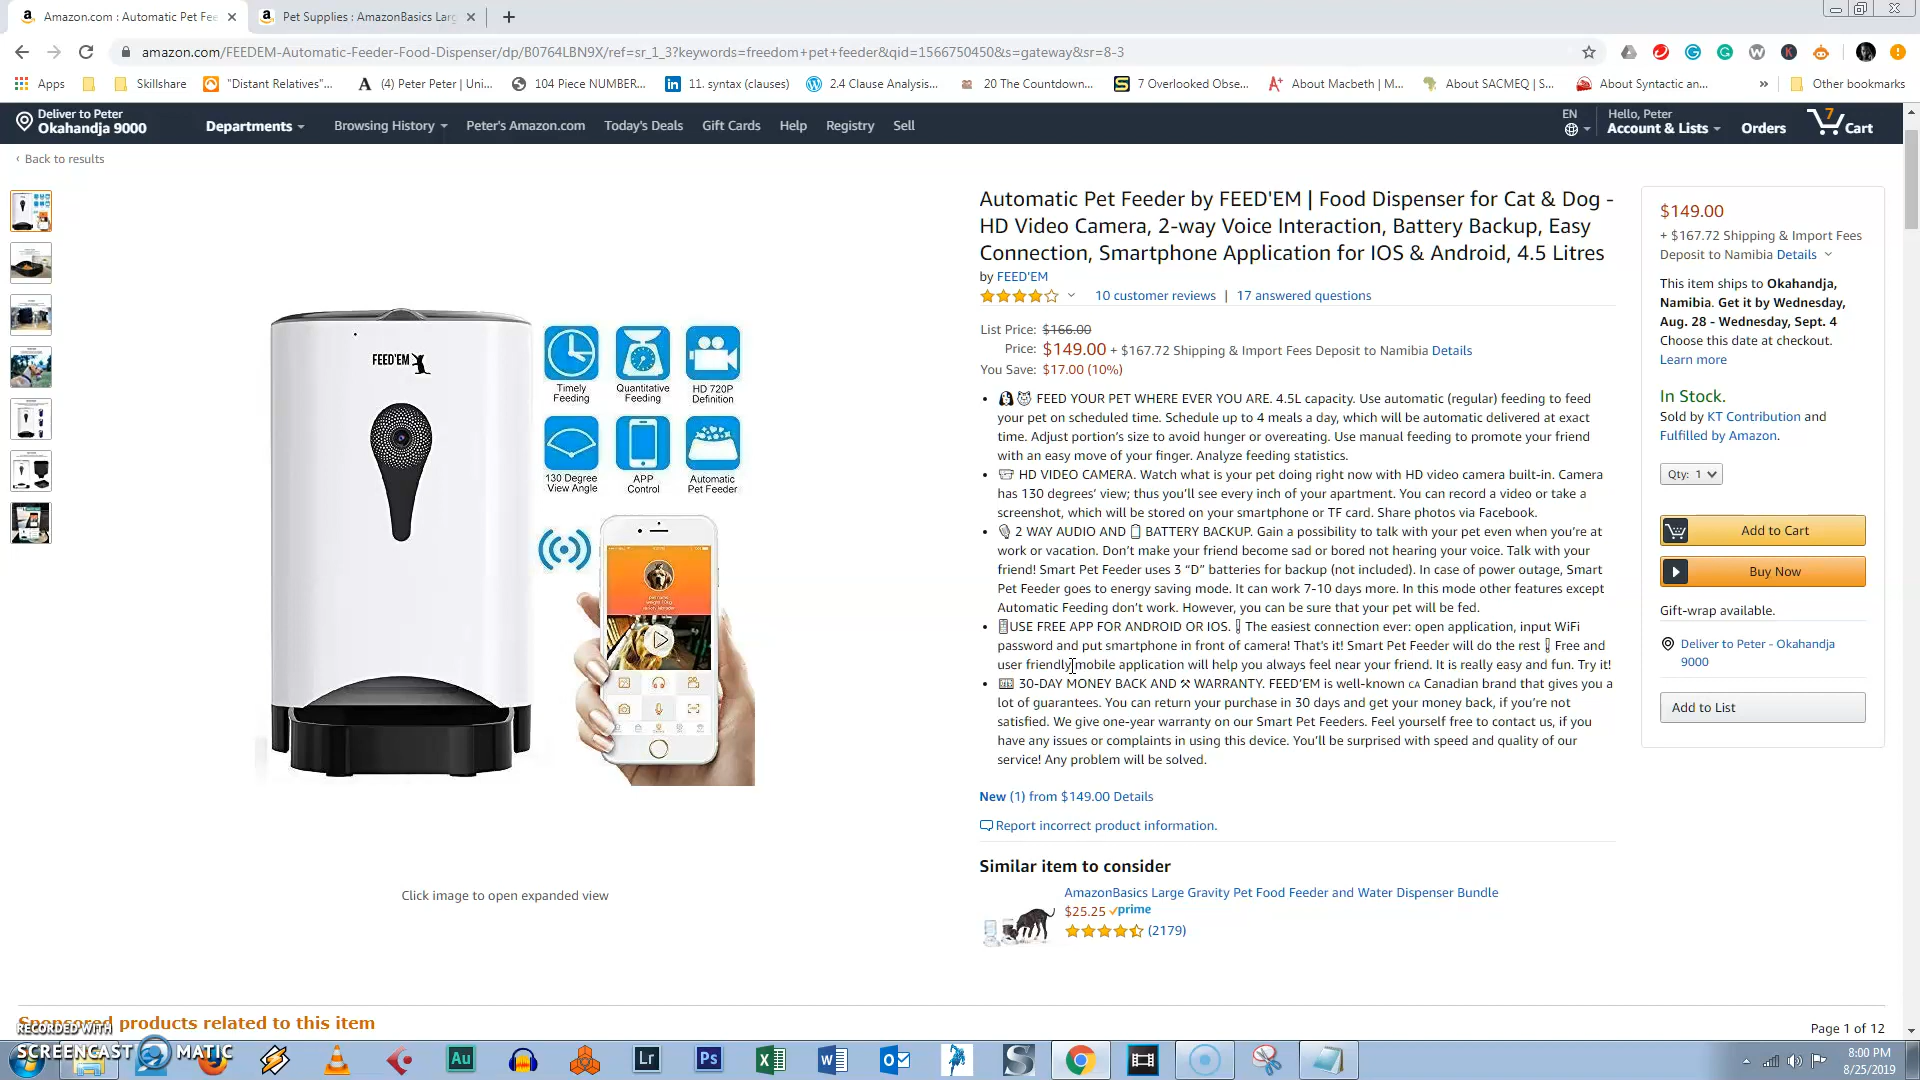 Amazon.com : Automatic Pet Fee
Pet Supplies : AmazonBasics Larg
amazon.com/FEEDEM-Automatic-Feeder-Food-Dispenser/dp/B0764LBN9X/ref=sr_1_3?keywords=freedom+pet+feeder&qid=1566750450&s=gateway&sr=8-3
Apps
Skillshare
"Distant Relatives"...
(4) Peter Peter | Uni...
104 Piece NUMBER...
11. syntax (clauses)
2.4 Clause Analysis...
20 The Countdown...
7 Overlooked Obse...
About Macbeth | M...
About SACMEQ | S...
About Syntactic an...
Other bookmarks
Deliver to Peter
Okahandja 9000
Departments
Browsing History
Peter's Amazon.com
Today's Deals
Gift Cards
Help
Registry
Sell
EN
Hello, Peter
Account & Lists
Orders
7
Cart
‹ Back to results
Automatic Pet Feeder by FEED'EM | Food Dispenser for Cat & Dog -
HD Video Camera, 2-way Voice Interaction, Battery Backup, Easy
Connection, Smartphone Application for IOS & Android, 4.5 Litres
by FEED'EM
10 customer reviews | 17 answered questions
List Price: $166.00
Price: $149.00 + $167.72 Shipping & Import Fees Deposit to Namibia Details
You Save: $17.00 (10%)
• FEED YOUR PET WHERE EVER YOU ARE. 4.5L capacity. Use automatic (regular) feeding to feed
your pet on scheduled time. Schedule up to 4 meals a day, which will be automatic delivered at exact
time. Adjust portion's size to avoid hunger or overeating. Use manual feeding to promote your friend
with an easy move of your finger. Analyze feeding statistics.
• HD VIDEO CAMERA. Watch what is your pet doing right now with HD video camera built-in. Camera
has 130 degrees' view; thus you'll see every inch of your apartment. You can record a video or take a
screenshot, which will be stored on your smartphone or TF card. Share photos via Facebook.
• 2 WAY AUDIO AND BATTERY BACKUP. Gain a possibility to talk with your pet even when you're at
work or vacation. Don't make your friend become sad or bored not hearing your voice. Talk with your
friend! Smart Pet Feeder uses 3 "D" batteries for backup (not included). In case of power outage, Smart
Pet Feeder goes to energy saving mode. It can work 7-10 days more. In this mode other features except
Automatic Feeding don't work. However, you can be sure that your pet will be fed.
• USE FREE APP FOR ANDROID OR IOS. The easiest connection ever: open application, input WiFi
password and put smartphone in front of camera! That's it! Smart Pet Feeder will do the rest Free and
user friendly mobile application will help you always feel near your friend. It is really easy and fun. Try it!
• 30-DAY MONEY BACK AND ⚒ WARRANTY. FEED'EM is well-known CA Canadian brand that gives you a
lot of guarantees. You can return your purchase in 30 days and get your money back, if you're not
satisfied. We give one-year warranty on our Smart Pet Feeders. Feel yourself free to contact us, if you
have any issues or complaints in using this device. You'll be surprised with speed and quality of our
service! Any problem will be solved.
New (1) from $149.00 Details
Report incorrect product information.
Similar item to consider
AmazonBasics Large Gravity Pet Food Feeder and Water Dispenser Bundle
$25.25 prime
(2179)
$149.00
+ $167.72 Shipping & Import Fees
Deposit to Namibia Details
This item ships to Okahandja,
Namibia. Get it by Wednesday,
Aug. 28 - Wednesday, Sept. 4
Choose this date at checkout.
Learn more
In Stock.
Sold by KT Contribution and
Fulfilled by Amazon.
Qty: 1
Add to Cart
Buy Now
Gift-wrap available.
Deliver to Peter - Okahandja
9000
Add to List
FEED'EM
Timely
Feeding
Quantitative
Feeding
HD 720P
Definition
130 Degree
View Angle
APP
Control
Automatic
Pet Feeder
Click image to open expanded view
Sponsored products related to this item
Page 1 of 12
RECORDED WITH
SCREENCAST MATIC
Au
Lr
Ps
8:00 PM
8/25/2019